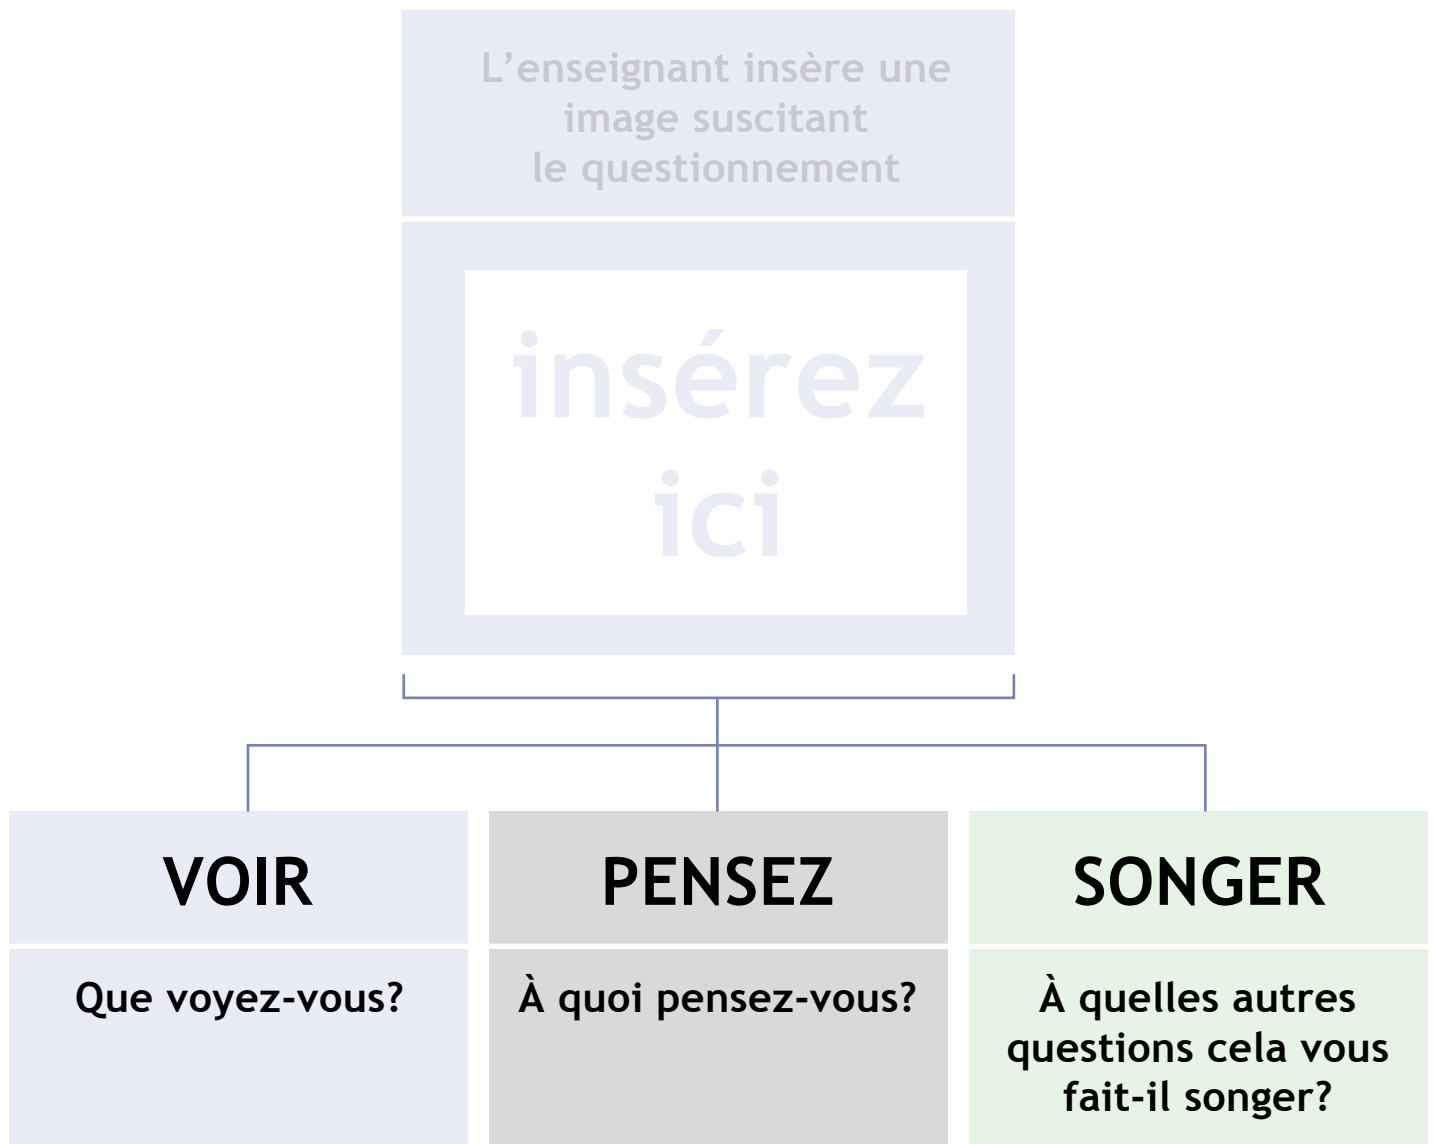 L’enseignant insère une
image suscitant
le questionnement
insérez
ici
VOIR
PENSEZ
SONGER
Que voyez-vous?
À quoi pensez-vous?
À quelles autres
questions cela vous
fait-il songer?